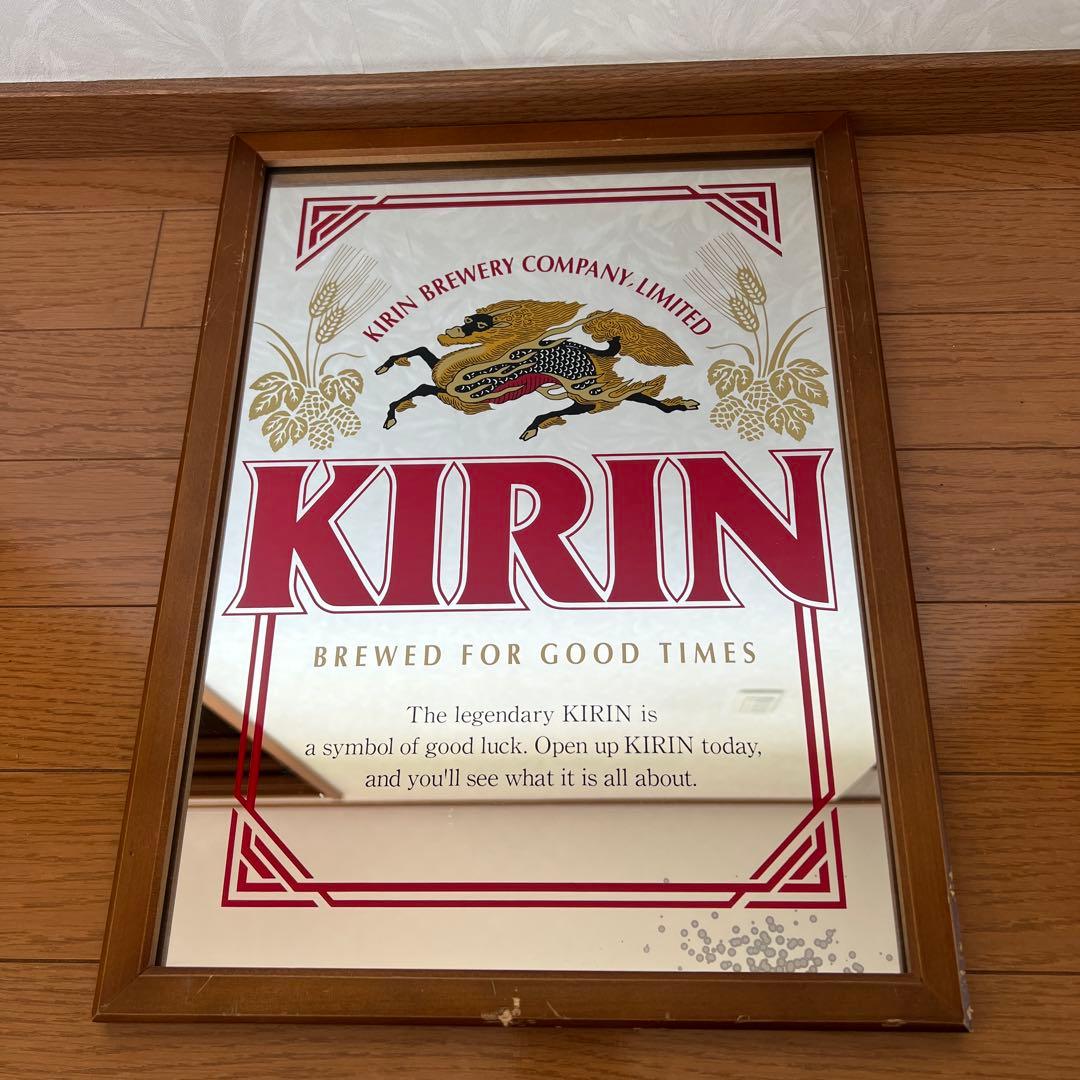 KIRIN BREWERY COMPANY, LIMITED
KIRIN
BREWED FOR GOOD TIMES
The legendary KIRIN is
a symbol of good luck. Open up KIRIN today,
and you'll see what it is all about.